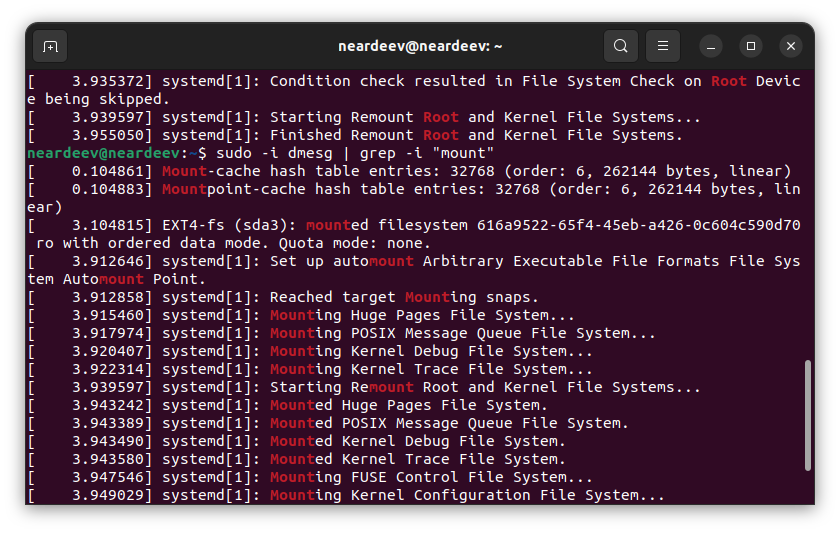 neardeev@neardeev: ~
[    3.935372] systemd[1]: Condition check resulted in File System Check on Root Devic
e being skipped.
[    3.939597] systemd[1]: Starting Remount Root and Kernel File Systems...
[    3.955050] systemd[1]: Finished Remount Root and Kernel File Systems.
neardeev@neardeev:~$ sudo -i dmesg | grep -i "mount"
[    0.104861] Mount-cache hash table entries: 32768 (order: 6, 262144 bytes, linear)
[    0.104883] Mountpoint-cache hash table entries: 32768 (order: 6, 262144 bytes, lin
ear)
[    3.104815] EXT4-fs (sda3): mounted filesystem 616a9522-65f4-45eb-a426-0c604c590d70
 ro with ordered data mode. Quota mode: none.
[    3.912646] systemd[1]: Set up automount Arbitrary Executable File Formats File Sys
tem Automount Point.
[    3.912858] systemd[1]: Reached target Mounting snaps.
[    3.915460] systemd[1]: Mounting Huge Pages File System...
[    3.917974] systemd[1]: Mounting POSIX Message Queue File System...
[    3.920407] systemd[1]: Mounting Kernel Debug File System...
[    3.922314] systemd[1]: Mounting Kernel Trace File System...
[    3.939597] systemd[1]: Starting Remount Root and Kernel File Systems...
[    3.943242] systemd[1]: Mounted Huge Pages File System.
[    3.943389] systemd[1]: Mounted POSIX Message Queue File System.
[    3.943490] systemd[1]: Mounted Kernel Debug File System.
[    3.943580] systemd[1]: Mounted Kernel Trace File System.
[    3.947546] systemd[1]: Mounting FUSE Control File System...
[    3.949029] systemd[1]: Mounting Kernel Configuration File System...